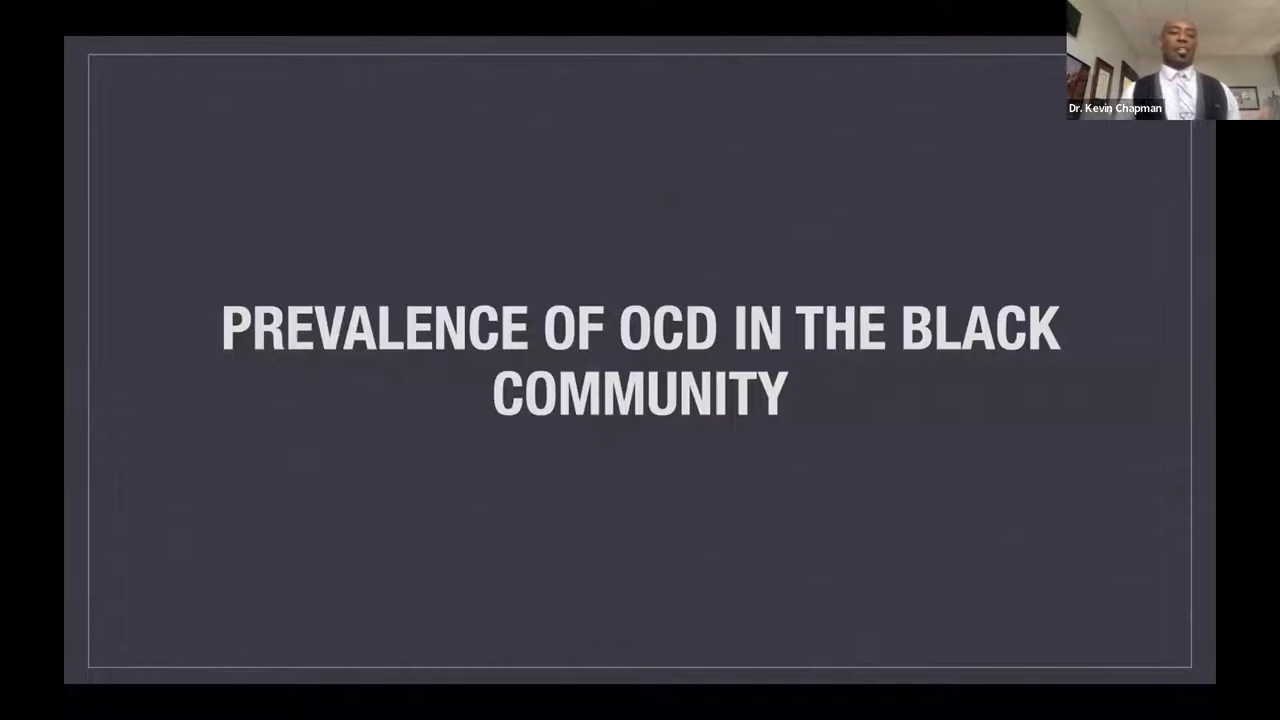 Dr. Kevin Chapman
PREVALENCE OF OCD IN THE BLACK
COMMUNITY